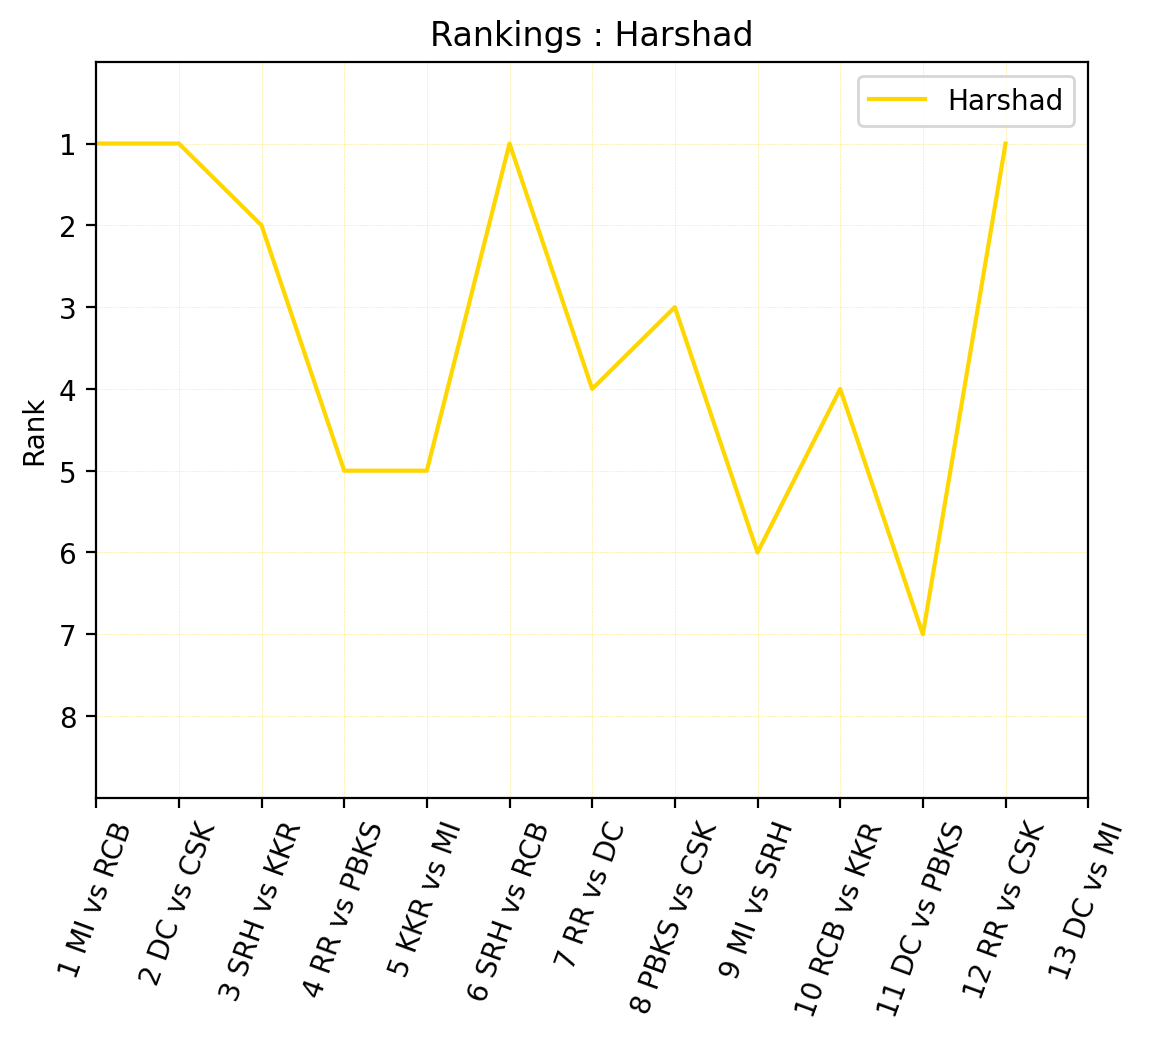 Rankings : Harshad
Harshad
Rank
1
2
3
4
5
6
7
8
1 MI vs RCB
2 DC vs CSK
3 SRH vs KKR
4 RR vs PBKS
5 KKR vs MI
6 SRH vs RCB
7 RR vs DC
8 PBKS vs CSK
9 MI vs SRH
10 RCB vs KKR
11 DC vs PBKS
12 RR vs CSK
13 DC vs MI